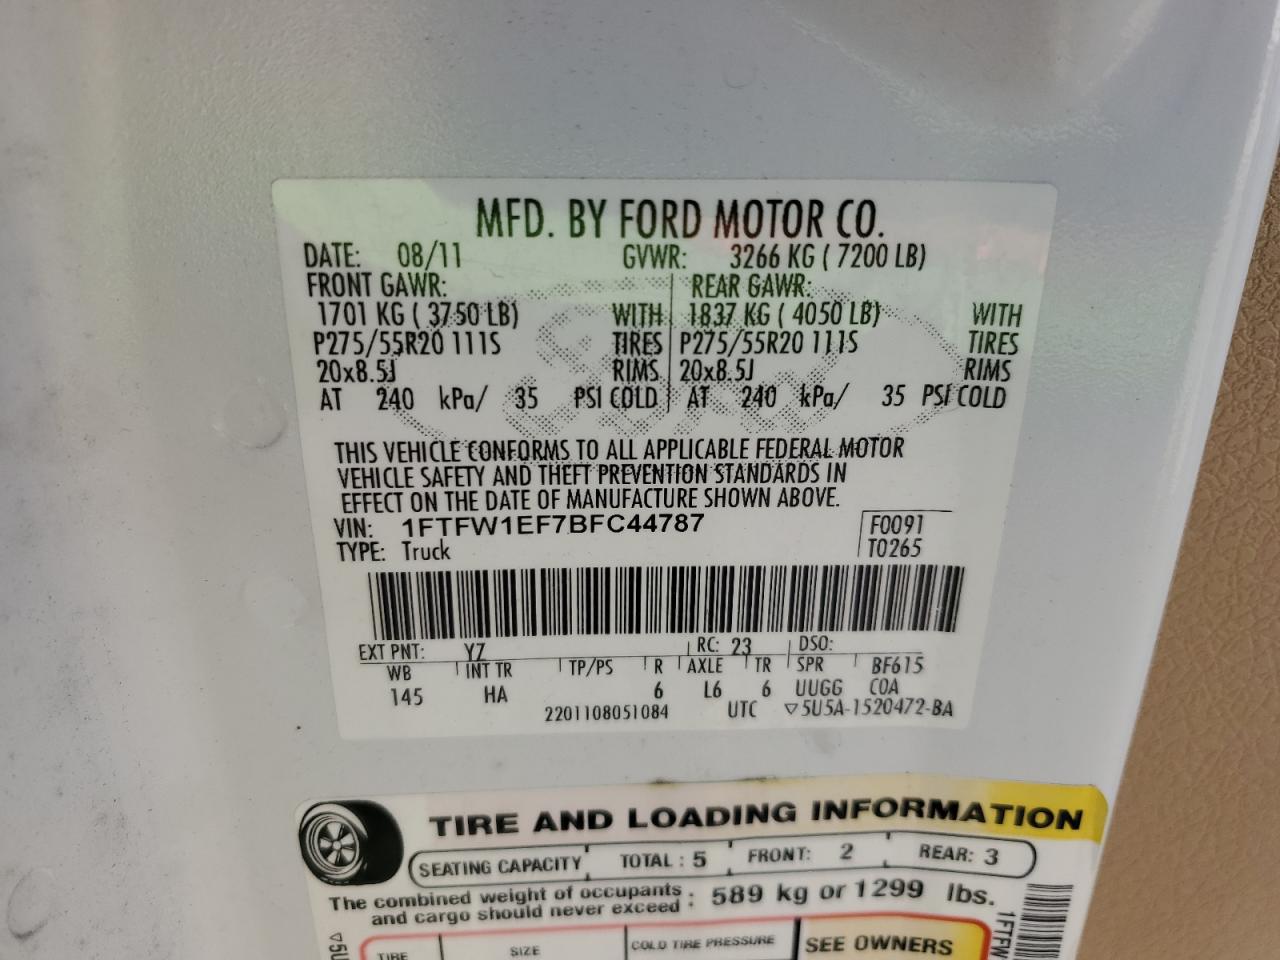 MFD. BY FORD MOTOR CO.
DATE: 08/11 GVWR: 3266 KG ( 7200 LB)
FRONT GAWR: REAR GAWR:
1701 KG ( 3750 LB) WITH 1837 KG ( 4050 LB) WITH
P275/55R20 111S TIRES P275/55R20 111S TIRES
20x8.5J RIMS 20x8.5J RIMS
AT 240 kPa/ 35 PSI COLD AT 240 kPa/ 35 PSI COLD
THIS VEHICLE CONFORMS TO ALL APPLICABLE FEDERAL MOTOR
VEHICLE SAFETY AND THEFT PREVENTION STANDARDS IN
EFFECT ON THE DATE OF MANUFACTURE SHOWN ABOVE.
VIN: 1FTFW1EF7BFC44787 F0091
TYPE: Truck T0265
EXT PNT: YZ RC: 23 DSO:
WB INT TR TP/PS R AXLE TR SPR BF615
145 HA 6 L6 6 UUGG COA
2201108051084 UTC ▽5U5A-1520472-BA
TIRE AND LOADING INFORMATION
SEATING CAPACITY TOTAL : 5 FRONT: 2 REAR: 3
The combined weight of occupants
and cargo should never exceed : 589 kg or 1299 lbs.
TIRE SIZE COLD TIRE PRESSURE SEE OWNERS
▽5U
1FTFW